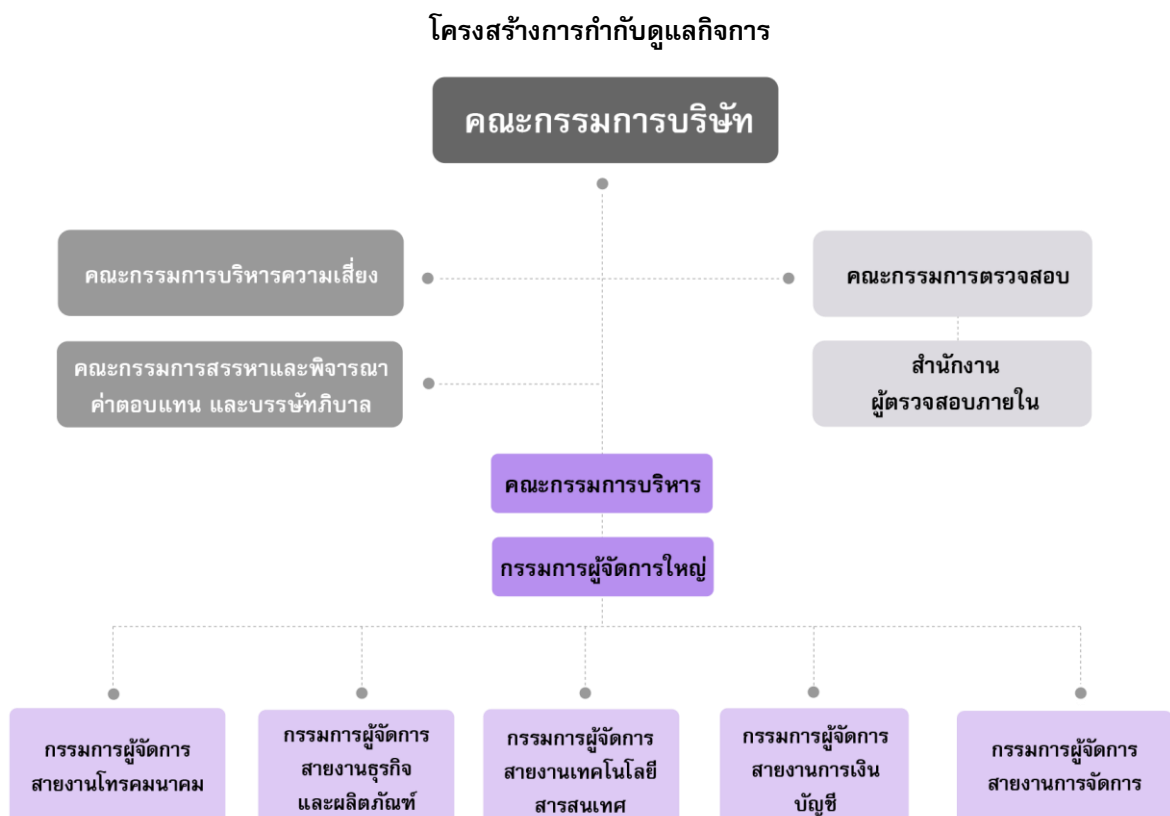 โครงสร้างการกำกับดูแลกิจการ
คณะกรรมการบริษัท
คณะกรรมการบริหารความเสี่ยง
คณะกรรมการตรวจสอบ
คณะกรรมการสรรหาและพิจารณา
ค่าตอบแทน และบรรษัทภิบาล
สำนักงาน
ผู้ตรวจสอบภายใน
คณะกรรมการบริหาร
กรรมการผู้จัดการใหญ่
กรรมการผู้จัดการ
สายงานโทรคมนาคม
กรรมการผู้จัดการ
สายงานธุรกิจ
และผลิตภัณฑ์
กรรมการผู้จัดการ
สายงานเทคโนโลยี
สารสนเทศ
กรรมการผู้จัดการ
สายงานการเงิน
บัญชี
กรรมการผู้จัดการ
สายงานการจัดการ